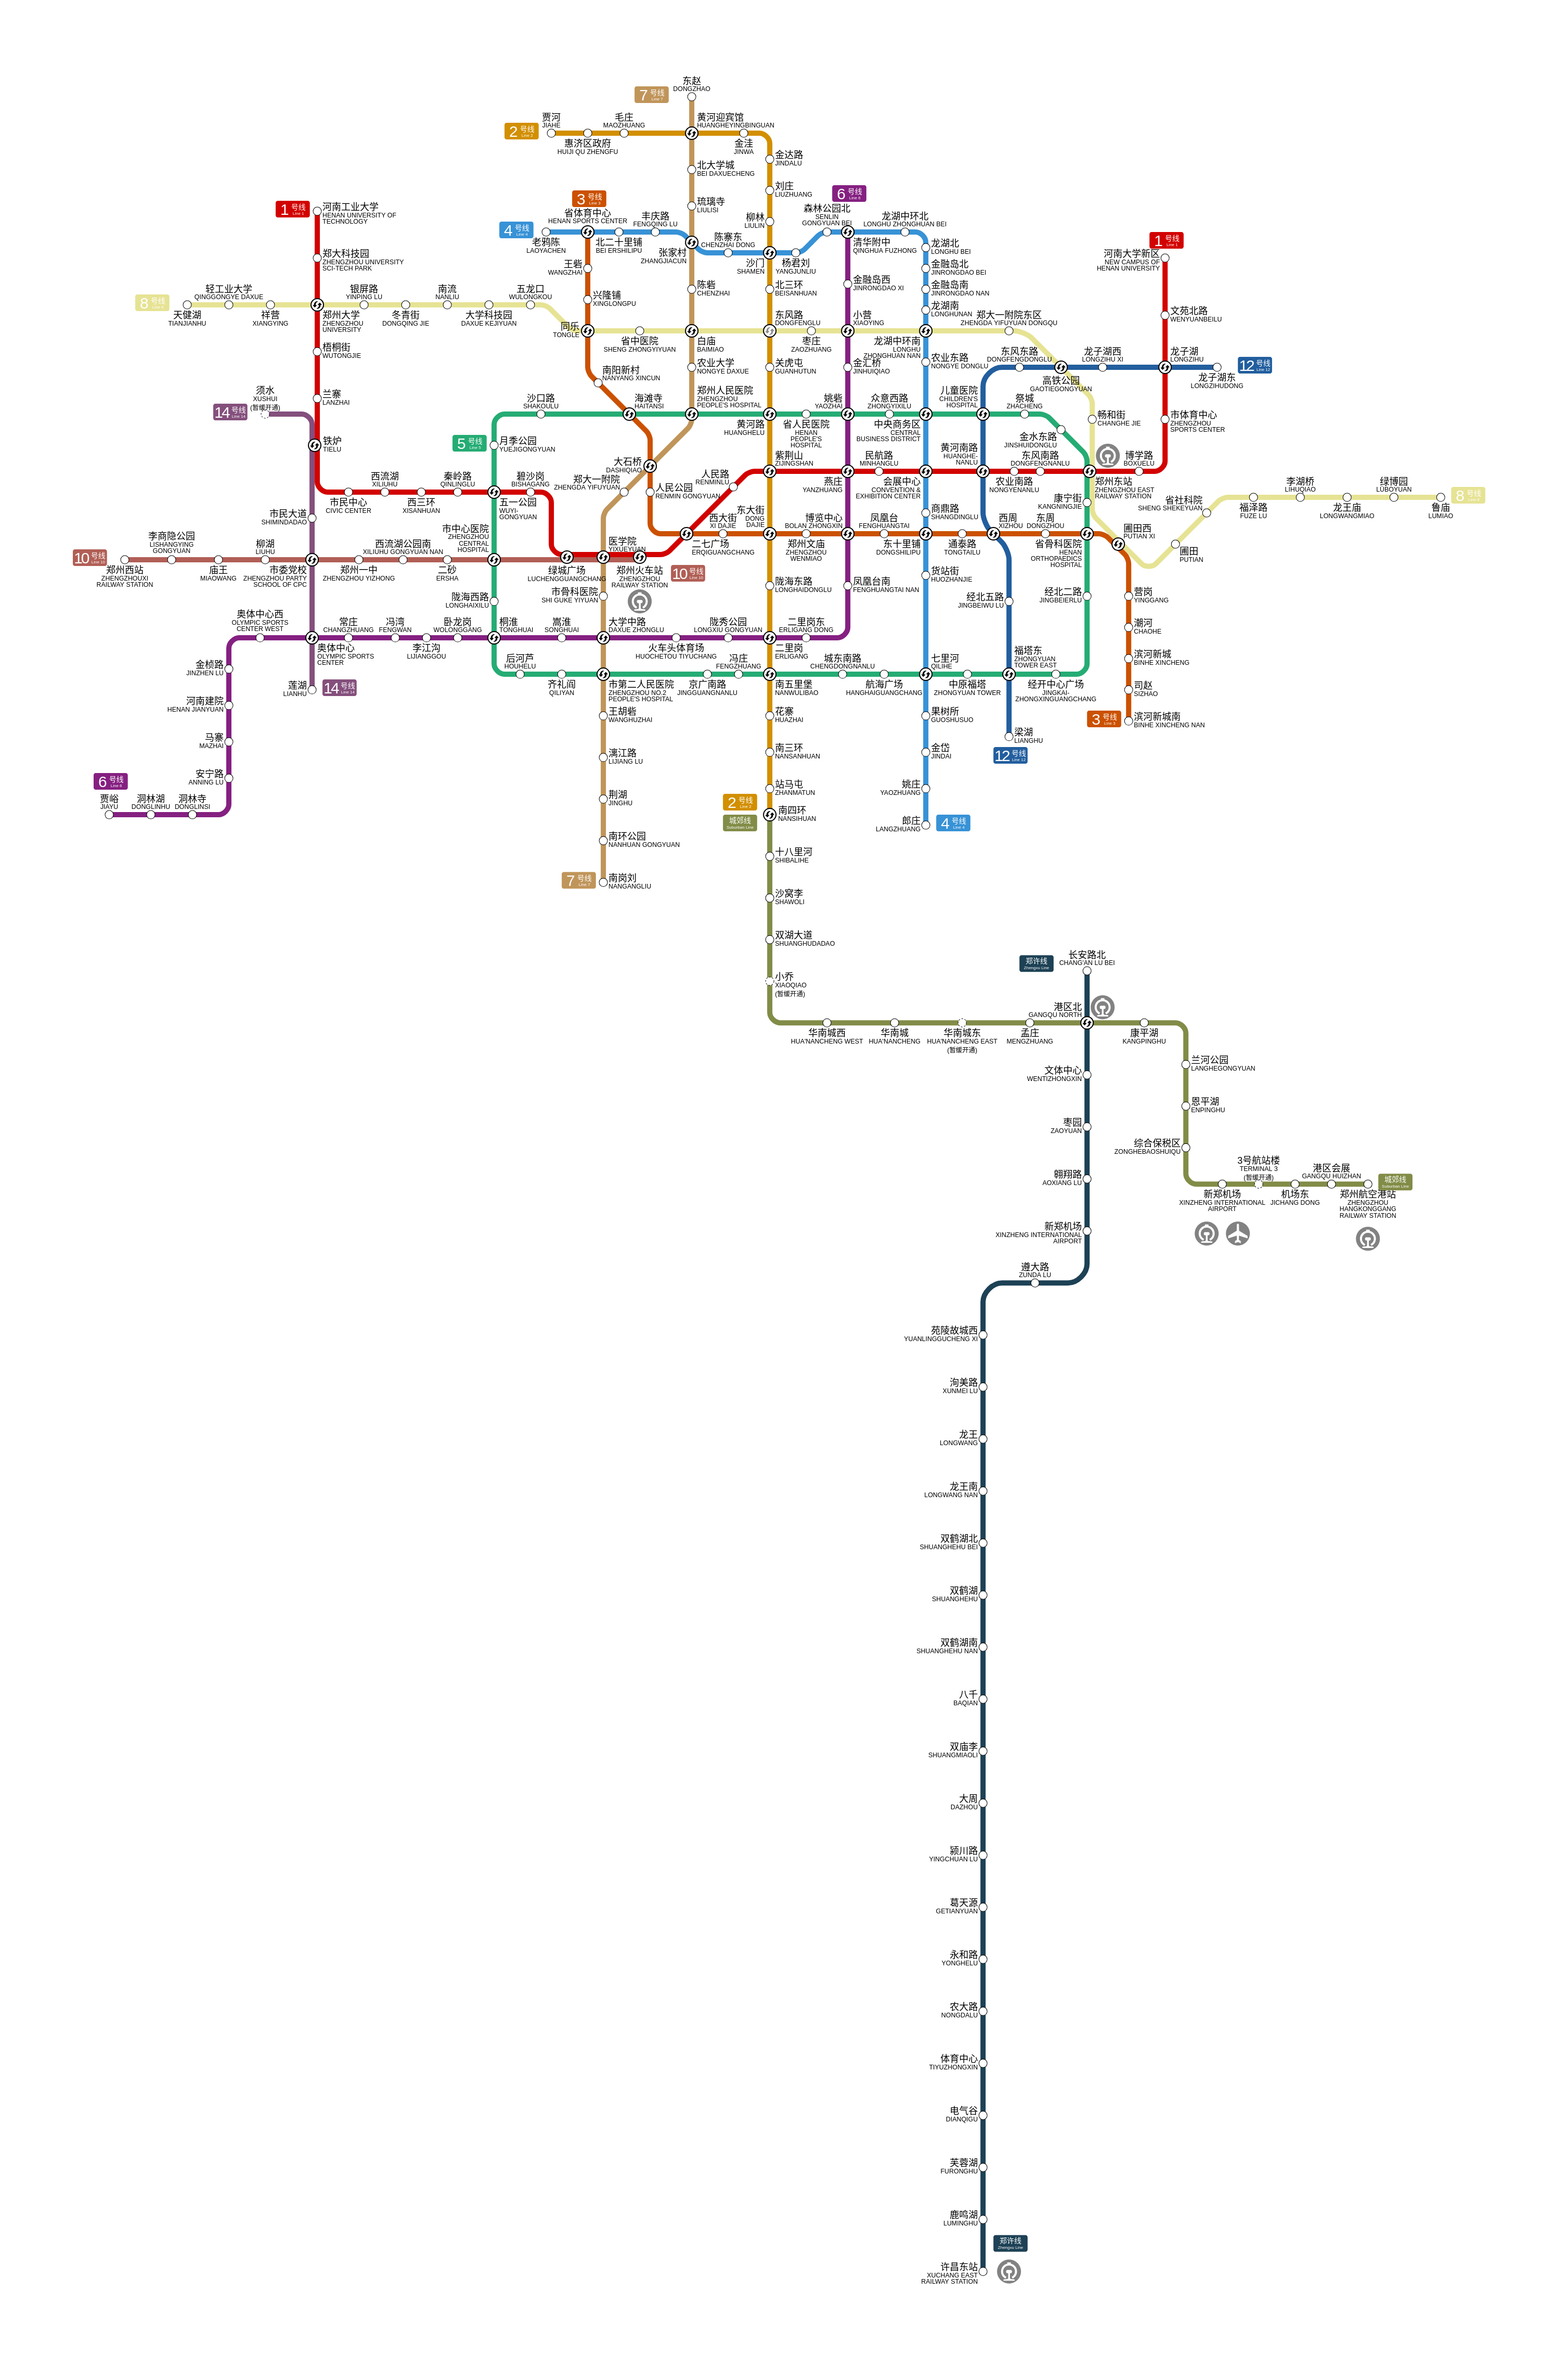 东赵
DONGZHAO
7 号线
Line 7
贾河
JIAHE
毛庄
MAOZHUANG
黄河迎宾馆
HUANGHEYINGBINGUAN
2 号线
Line 2
惠济区政府
HUIJI QU ZHENGFU
金洼
JINWA
金达路
JINDALU
北大学城
BEI DAXUECHENG
刘庄
LIUZHUANG
6 号线
Line 6
3 号线
Line 3
琉璃寺
LIULISI
1 号线
Line 1
河南工业大学
HENAN UNIVERSITY OF
TECHNOLOGY
省体育中心
HENAN SPORTS CENTER
丰庆路
FENGQING LU
柳林
LIULIN
森林公园北
SENLIN
GONGYUAN BEI
龙湖中环北
LONGHU ZHONGHUAN BEI
4 号线
Line 4
老鸦陈
LAOYACHEN
北二十里铺
BEI ERSHILIPU
张家村
ZHANGJIACUN
陈寨东
CHENZHAI DONG
清华附中
QINGHUA FUZHONG
龙湖北
LONGHU BEI
1 号线
Line 1
郑大科技园
ZHENGZHOU UNIVERSITY
SCI-TECH PARK
王砦
WANGZHAI
沙门
SHAMEN
杨君刘
YANGJUNLIU
金融岛北
JINRONGDAO BEI
河南大学新区
NEW CAMPUS OF
HENAN UNIVERSITY
轻工业大学
QINGGONGYE DAXUE
银屏路
YINPING LU
南流
NANLIU
五龙口
WULONGKOU
兴隆铺
XINGLONGPU
陈砦
CHENZHAI
北三环
BEISANHUAN
金融岛西
JINRONGDAO XI
金融岛南
JINRONGDAO NAN
8 号线
天健湖
TIANJIANHU
祥营
XIANGYING
郑州大学
ZHENGZHOU
UNIVERSITY
冬青街
DONGQING JIE
大学科技园
DAXUE KEJIYUAN
同乐
TONGLE
龙湖南
LONGHUNAN
郑大一附院东区
ZHENGDA YIFUYUAN DONGQU
文苑北路
WENYUANBEILU
省中医院
SHENG ZHONGYIYUAN
白庙
BAIMIAO
东风路
DONGFENGLU
枣庄
ZAOZHUANG
小营
XIAOYING
龙湖中环南
LONGHU
ZHONGHUAN NAN
梧桐街
WUTONGJIE
南阳新村
NANYANG XINCUN
农业大学
NONGYE DAXUE
关虎屯
GUANHUTUN
金汇桥
JINHUIQIAO
农业东路
NONGYE DONGLU
东风东路
DONGFENGDONGLU
龙子湖西
LONGZIHU XI
龙子湖
LONGZIHU
12 号线
Line 12
高铁公园
GAOTIEGONGYUAN
龙子湖东
LONGZIHUDONG
须水
XUSHUI
(暂缓开通)
兰寨
LANZHAI
14 号线
Line 14
沙口路
SHAKOULU
海滩寺
HAITANSI
郑州人民医院
ZHENGZHOU
PEOPLE'S HOSPITAL
姚砦
YAOZHAI
众意西路
ZHONGYIXILU
儿童医院
CHILDREN'S
HOSPITAL
祭城
ZHACHENG
畅和街
CHANGHE JIE
市体育中心
ZHENGZHOU
SPORTS CENTER
铁炉
TIELU
5 号线
Line 5
月季公园
YUEJIGONGYUAN
黄河路
HUANGHELU
省人民医院
HENAN
PEOPLE'S
HOSPITAL
中央商务区
CENTRAL
BUSINESS DISTRICT
金水东路
JINSHUIDONGLU
西流湖
XILIUHU
秦岭路
QINLINGLU
碧沙岗
BISHAGANG
郑大一附院
ZHENGDA YIFUYUAN
大石桥
DASHIQIAO
人民路
RENMINLU
紫荆山
ZIJINGSHAN
民航路
MINHANGLU
黄河南路
HUANGHE-
NANLU
东风南路
DONGFENGNANLU
博学路
BOXUELU
市民中心
CIVIC CENTER
西三环
XISANHUAN
五一公园
WUYI-
GONGYUAN
人民公园
RENMIN GONGYUAN
燕庄
YANZHUANG
会展中心
CONVENTION &
EXHIBITION CENTER
农业南路
NONGYENANLU
郑州东站
ZHENGZHOU EAST
RAILWAY STATION
李湖桥
LIHUQIAO
绿博园
LÜBOYUAN
8 号线
市民大道
SHIMINDADAO
东大街
DONG
DAJIE
商鼎路
SHANGDINGLU
康宁街
KANGNINGJIE
省社科院
SHENG SHEKEYUAN
福泽路
FUZE LU
龙王庙
LONGWANGMIAO
鲁庙
LUMIAO
李商隐公园
LISHANGYING
GONGYUAN
柳湖
LIUHU
西流湖公园南
XILIUHU GONGYUAN NAN
市中心医院
ZHENGZHOU
CENTRAL
HOSPITAL
医学院
YIXUEYUAN
西大街
XI DAJIE
博览中心
BOLAN ZHONGXIN
凤凰台
FENGHUANGTAI
西周
XIZHOU
东周
DONGZHOU
圃田西
PUTIAN XI
二七广场
ERQIGUANGCHANG
郑州文庙
ZHENGZHOU
WENMIAO
东十里铺
DONGSHILIPU
通泰路
TONGTAILU
省骨科医院
HENAN
ORTHOPAEDICS
HOSPITAL
圃田
PUTIAN
10 号线
Line 10
郑州西站
ZHENGZHOUXI
RAILWAY STATION
庙王
MIAOWANG
市委党校
ZHENGZHOU PARTY
SCHOOL OF CPC
郑州一中
ZHENGZHOU YIZHONG
二砂
ERSHA
绿城广场
LUCHENGGUANGCHANG
郑州火车站
ZHENGZHOU
RAILWAY STATION
10 号线
Line 10
陇海西路
LONGHAIXILU
市骨科医院
SHI GUKE YIYUAN
陇海东路
LONGHAIDONGLU
凤凰台南
FENGHUANGTAI NAN
货站街
HUOZHANJIE
经北五路
JINGBEIWU LU
经北二路
JINGBEIERLU
营岗
YINGGANG
奥体中心西
OLYMPIC SPORTS
CENTER WEST
常庄
CHANGZHUANG
冯湾
FENGWAN
卧龙岗
WOLONGGANG
桐淮
TONGHUAI
嵩淮
SONGHUAI
大学中路
DAXUE ZHONGLU
陇秀公园
LONGXIU GONGYUAN
二里岗东
ERLIGANG DONG
潮河
CHAOHE
奥体中心
OLYMPIC SPORTS
CENTER
李江沟
LIJIANGGOU
火车头体育场
HUOCHETOU TIYUCHANG
二里岗
ERLIGANG
金桢路
JINZHEN LU
后河芦
HOUHELU
冯庄
FENGZHUANG
城东南路
CHENGDONGNANLU
七里河
QILIHE
福塔东
ZHONGYUAN
TOWER EAST
滨河新城
BINHE XINCHENG
莲湖
LIANHU
14 号线
Line 14
齐礼闫
QILIYAN
市第二人民医院
ZHENGZHOU NO.2
PEOPLE'S HOSPITAL
京广南路
JINGGUANGNANLU
南五里堡
NANWULIBAO
航海广场
HANGHAIGUANGCHANG
中原福塔
ZHONGYUAN TOWER
经开中心广场
JINGKAI-
ZHONGXINGUANGCHANG
司赵
SIZHAO
河南建院
HENAN JIANYUAN
王胡砦
WANGHUZHAI
花寨
HUAZHAI
果树所
GUOSHUSUO
梁湖
LIANGHU
3 号线
Line 3
滨河新城南
BINHE XINCHENG NAN
马寨
MAZHAI
漓江路
LIJIANG LU
南三环
NANSANHUAN
金岱
JINDAI
12 号线
Line 12
安宁路
ANNING LU
6 号线
Line 6
贾峪
JIAYU
洞林湖
DONGLINHU
洞林寺
DONGLINSI
荆湖
JINGHU
站马屯
ZHANMATUN
姚庄
YAOZHUANG
2 号线
Line 2
南四环
NANSIHUAN
城郊线
Suburban Line
郎庄
LANGZHUANG
4 号线
Line 4
南环公园
NANHUAN GONGYUAN
十八里河
SHIBALIHE
7 号线
Line 7
南岗刘
NANGANGLIU
沙窝李
SHAWOLI
双湖大道
SHUANGHUDADAO
小乔
XIAOQIAO
(暂缓开通)
郑许线
Zhengxu Line
长安路北
CHANG'AN LU BEI
港区北
GANGQU NORTH
华南城西
HUA'NANCHENG WEST
华南城
HUA'NANCHENG
华南城东
HUA'NANCHENG EAST
(暂缓开通)
孟庄
MENGZHUANG
康平湖
KANGPINGHU
兰河公园
LANGHEGONGYUAN
文体中心
WENTIZHONGXIN
恩平湖
ENPINGHU
枣园
ZAOYUAN
综合保税区
ZONGHEBAOSHUIQU
翱翔路
AOXIANG LU
3号航站楼
TERMINAL 3
(暂缓开通)
港区会展
GANGQU HUIZHAN
城郊线
Suburban Line
新郑机场
XINZHENG INTERNATIONAL
AIRPORT
机场东
JICHANG DONG
郑州航空港站
ZHENGZHOU
HANGKONGGANG
RAILWAY STATION
新郑机场
XINZHENG INTERNATIONAL
AIRPORT
遵大路
ZUNDA LU
苑陵故城西
YUANLINGGUCHENG XI
洵美路
XUNMEI LU
龙王
LONGWANG
龙王南
LONGWANG NAN
双鹤湖北
SHUANGHEHU BEI
双鹤湖
SHUANGHEHU
双鹤湖南
SHUANGHEHU NAN
八千
BAQIAN
双庙李
SHUANGMIAOLI
大周
DAZHOU
颍川路
YINGCHUAN LU
葛天源
GETIANYUAN
永和路
YONGHELU
农大路
NONGDALU
体育中心
TIYUZHONGXIN
电气谷
DIANQIGU
芙蓉湖
FURONGHU
鹿鸣湖
LUMINGHU
郑许线
Zhengxu Line
许昌东站
XUCHANG EAST
RAILWAY STATION